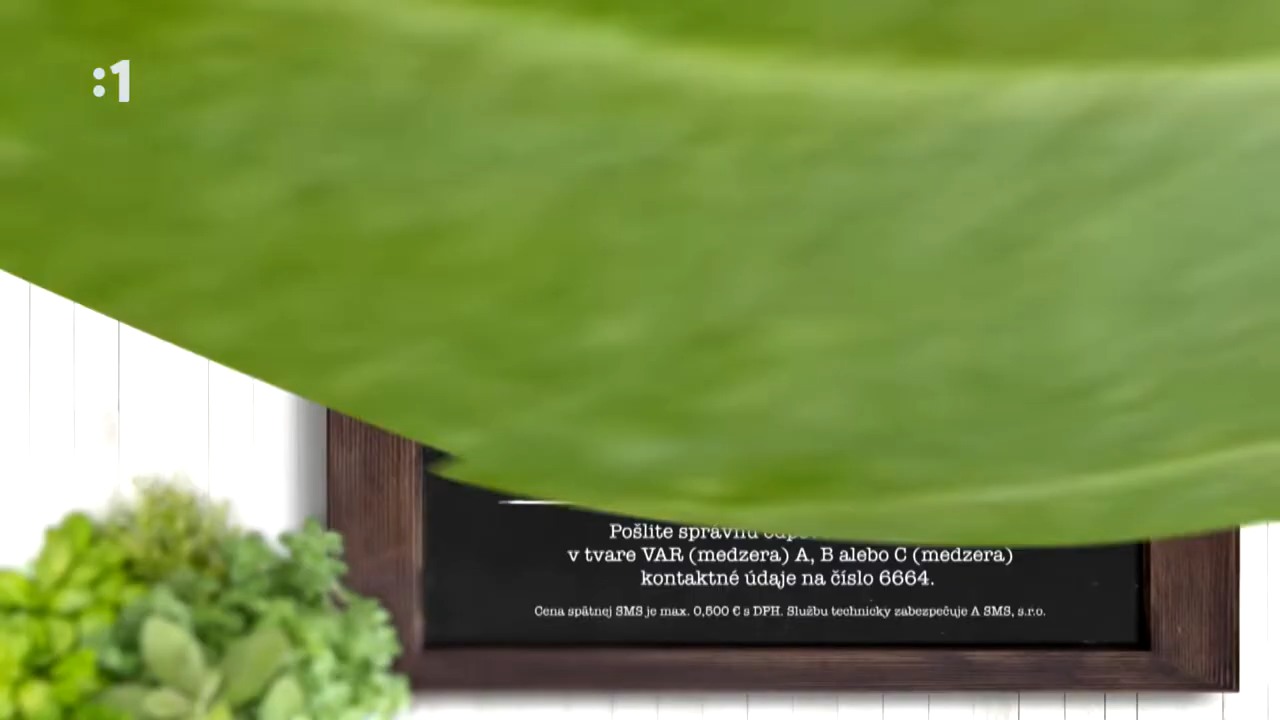 :1
Pošlite správnu
v tvare VAR (medzera) A, B alebo C (medzera)
kontaktné údaje na číslo 6664.
Cena spätnej SMS je max. 0,600 € s DPH. Službu technicky zabezpečuje A SMS, s.r.o.